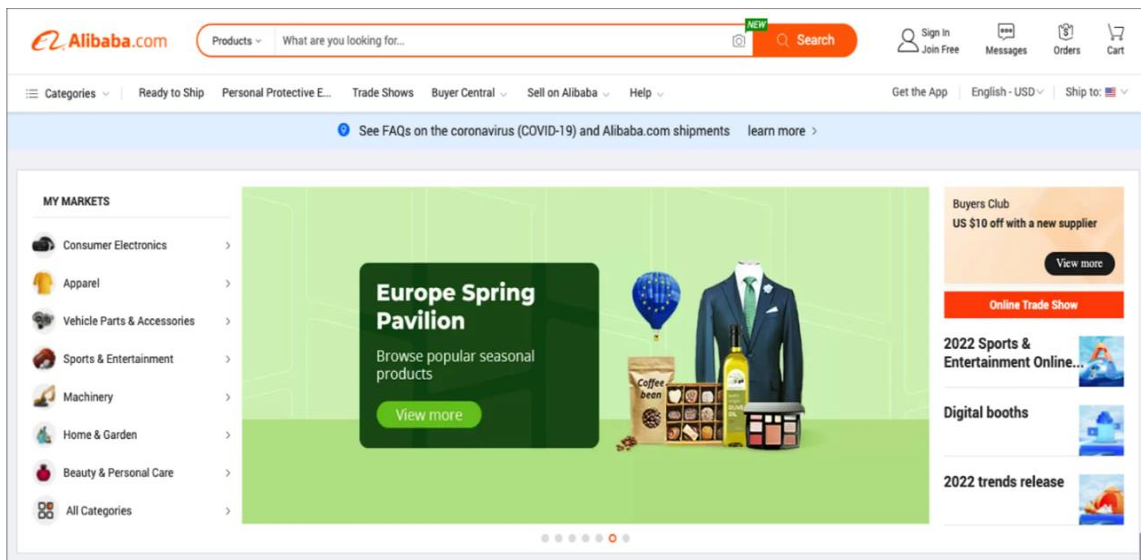 Alibaba.com
Products
What are you looking for...
NEW
Search
Sign In
Join Free
Messages
Orders
Cart
Categories
Ready to Ship
Personal Protective E...
Trade Shows
Buyer Central
Sell on Alibaba
Help
Get the App
English - USD
Ship to:
See FAQs on the coronavirus (COVID-19) and Alibaba.com shipments learn more
MY MARKETS
Consumer Electronics
Apparel
Vehicle Parts & Accessories
Sports & Entertainment
Machinery
Home & Garden
Beauty & Personal Care
All Categories
Europe Spring
Pavilion
Browse popular seasonal
products
View more
Coffee
bean
OLIVE
OIL
Buyers Club
US $10 off with a new supplier
View more
Online Trade Show
2022 Sports &
Entertainment Online...
Digital booths
2022 trends release